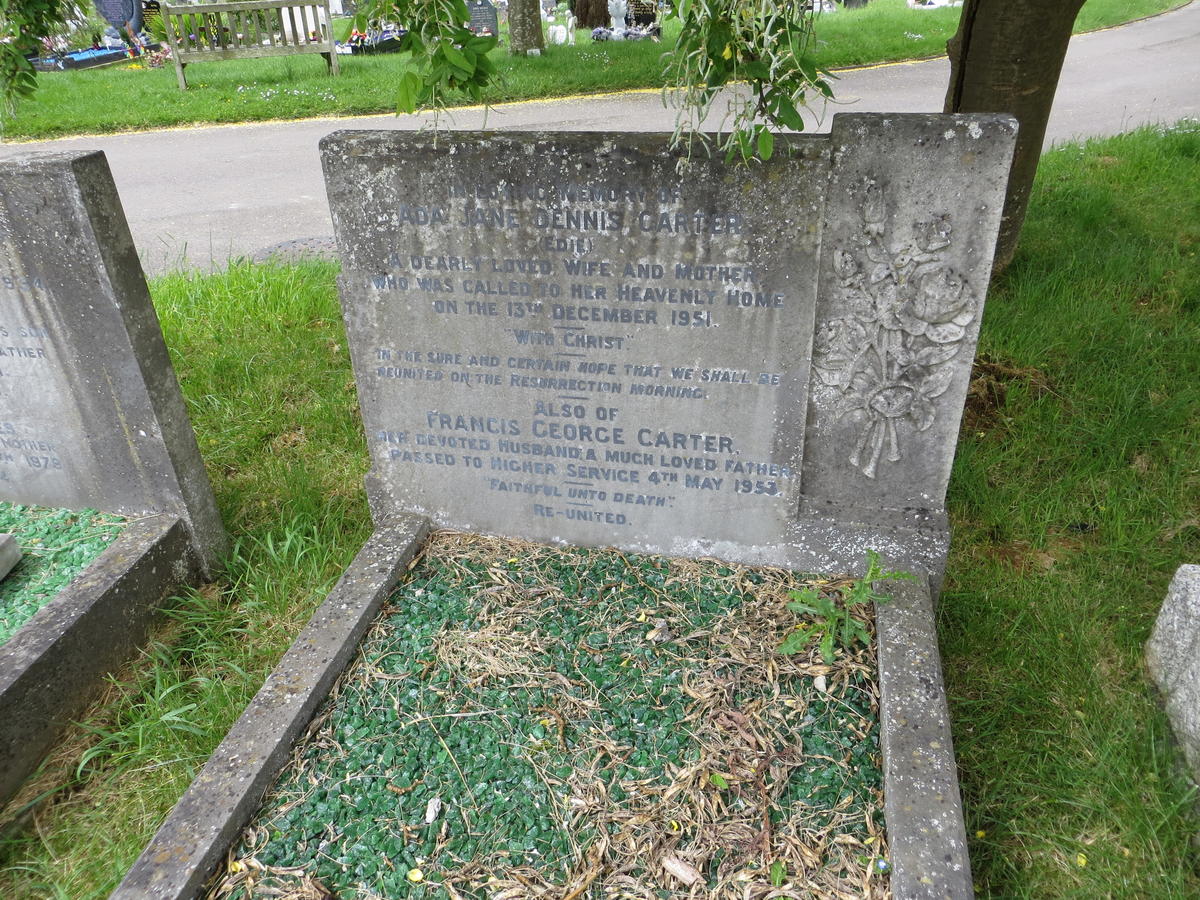 IN LOVING MEMORY OF
ADA JANE DENNIS CARTER
(EDIE)
A DEARLY LOVED WIFE AND MOTHER
WHO WAS CALLED TO HER HEAVENLY HOME
ON THE 13TH DECEMBER 1951.
"WITH CHRIST."
IN THE SURE AND CERTAIN HOPE THAT WE SHALL BE
REUNITED ON THE RESURRECTION MORNING.
ALSO OF
FRANCIS GEORGE CARTER,
HER DEVOTED HUSBAND & MUCH LOVED FATHER
PASSED TO HIGHER SERVICE 4TH MAY 1953.
"FAITHFUL UNTO DEATH".
RE-UNITED.
SON
MOTHER
1978